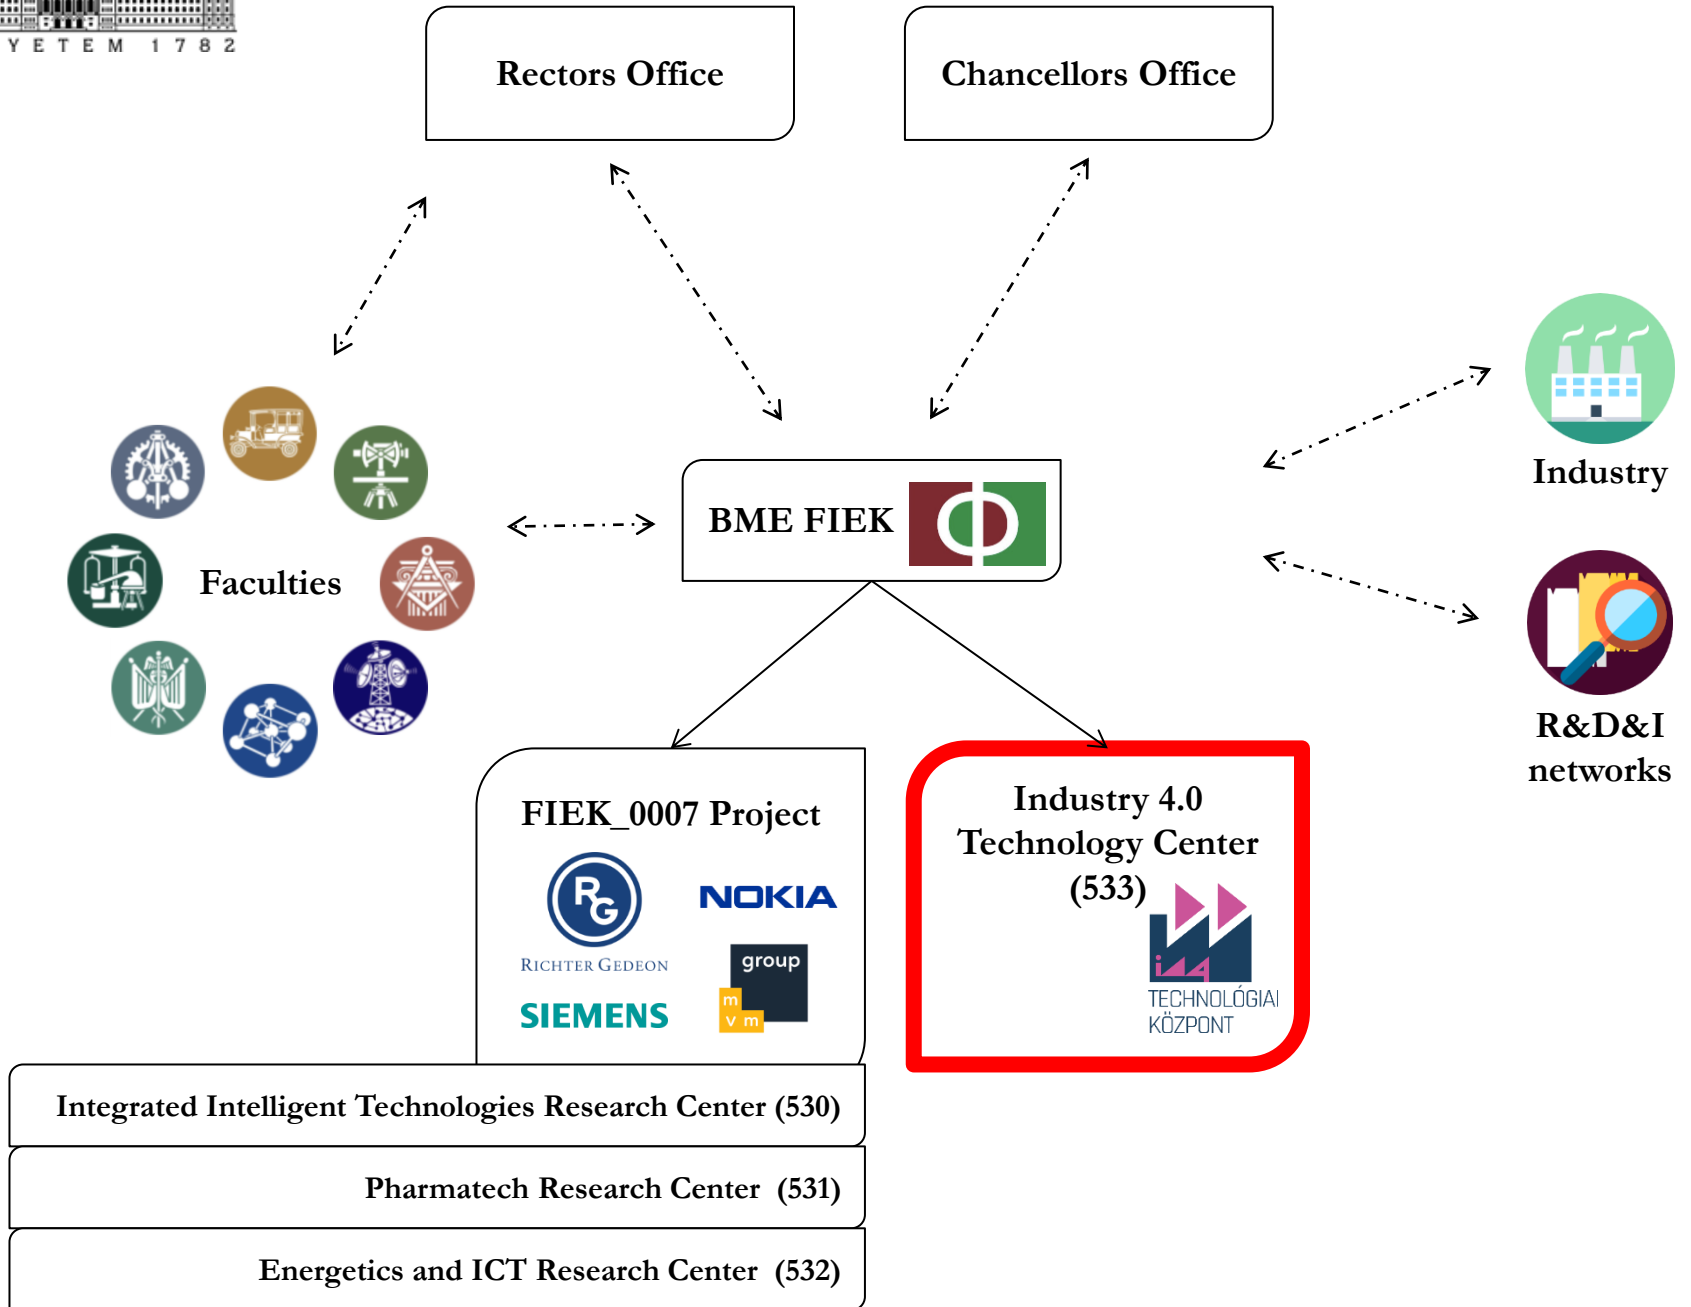 YETEM 1782
Rectors Office
Chancellors Office
Industry
BME FIEK
Faculties
R&D&I
networks
FIEK_0007 Project
RG
RICHTER GEDEON
NOKIA
SIEMENS
group
m
v m
Industry 4.0
Technology Center
(533)
i4
TECHNOLÓGIAI
KÖZPONT
Integrated Intelligent Technologies Research Center (530)
Pharmatech Research Center (531)
Energetics and ICT Research Center (532)